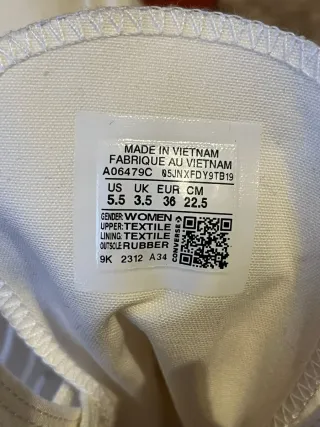 MADE IN VIETNAM
FABRIQUE AU VIETNAM
A06479C 05JNXFDY9TB19
US UK EUR CM
5.5 3.5 36 22.5
GENDER: WOMEN
UPPER: TEXTILE
LINING: TEXTILE
OUTSOLE: RUBBER
CONVERSE
9K 2312 A34